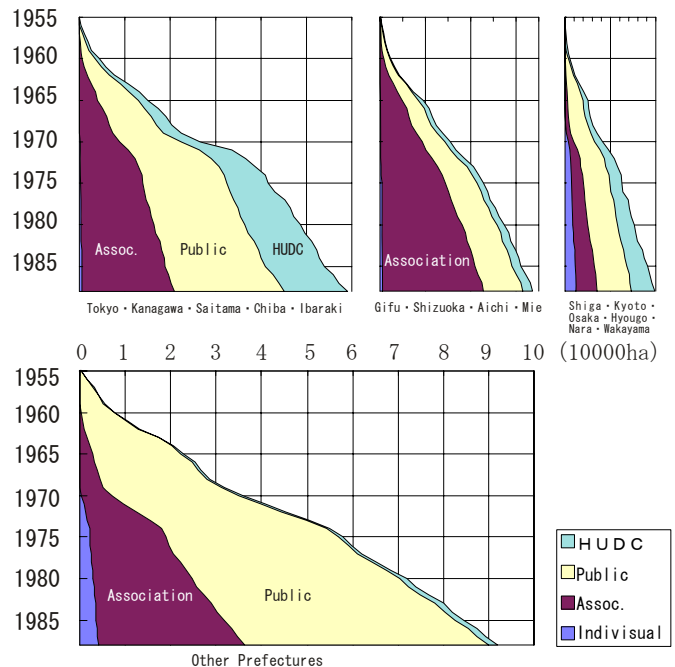 1955
1960
1965
1970
1975
1980
1985
Assoc.
Public
HUDC
Association
Tokyo・Kanagawa・Saitama・Chiba・Ibaraki
Gifu・Shizuoka・Aichi・Mie
Shiga・Kyoto・
Osaka・Hyougo・
Nara・Wakayama
0 1 2 3 4 5 6 7 8 9 10
(10000ha)
1955
1960
1965
1970
1975
1980
1985
Association
Public
HUDC
Public
Assoc.
Indivisual
Other Prefectures